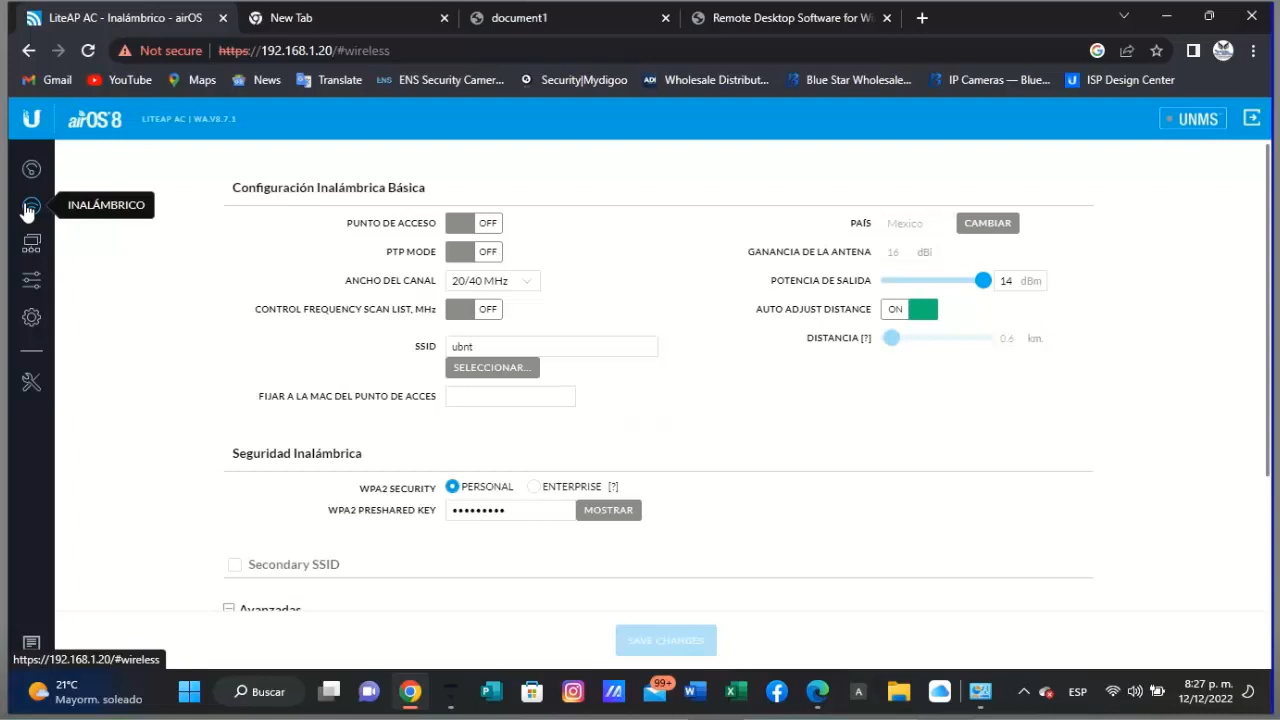 LiteAP AC - Inalámbrico - airOS
New Tab
document1
Remote Desktop Software for Wi
Not secure
https://192.168.1.20/#wireless
Gmail
YouTube
Maps
News
Translate
ENS ENS Security Camer...
Security|Mydigoo
ADI Wholesale Distribut...
Blue Star Wholesale...
IP Cameras — Blue...
ISP Design Center
airOS 8
LITEAP AC | WA.V8.7.1
UNMS
INALÁMBRICO
Configuración Inalámbrica Básica
PUNTO DE ACCESO OFF
PTP MODE OFF
ANCHO DEL CANAL 20/40 MHz
CONTROL FREQUENCY SCAN LIST, MHz OFF
SSID ubnt
SELECCIONAR...
FIJAR A LA MAC DEL PUNTO DE ACCES
PAÍS Mexico CAMBIAR
GANANCIA DE LA ANTENA 16 dBi
POTENCIA DE SALIDA 14 dBm
AUTO ADJUST DISTANCE ON
DISTANCIA [?] 0.6 km.
Seguridad Inalámbrica
WPA2 SECURITY PERSONAL ENTERPRISE [?]
WPA2 PRESHARED KEY ••••••••• MOSTRAR
Secondary SSID
Avanzadas
SAVE CHANGES
https://192.168.1.20/#wireless
21°C
Mayorm. soleado
Buscar
99+
ESP
8:27 p. m.
12/12/2022